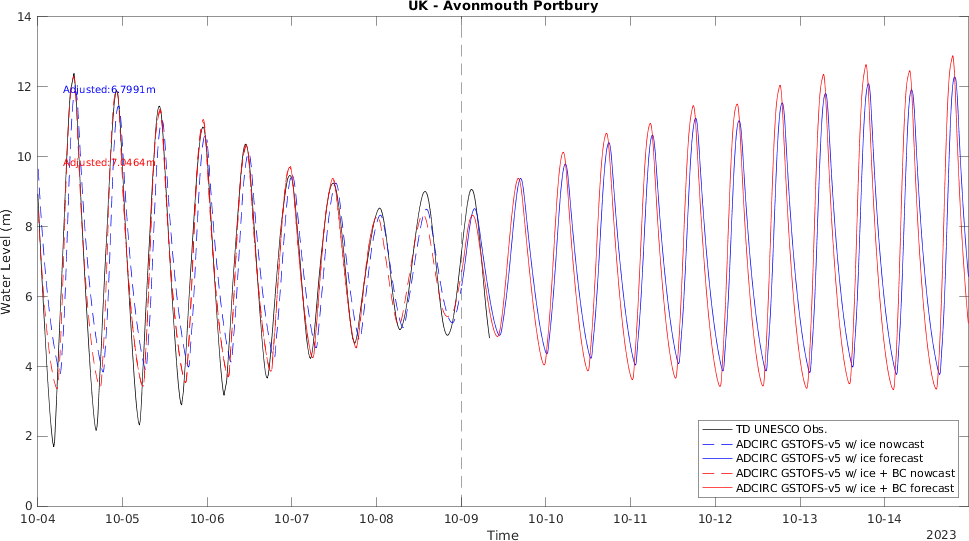 UK - Avonmouth Portbury
14
12
10
8
6
4
2
0
Water Level (m)
Adjusted:6.7991m
Adjusted:7.0464m
TD UNESCO Obs.
ADCIRC GSTOFS-v5 w/ ice nowcast
ADCIRC GSTOFS-v5 w/ ice forecast
ADCIRC GSTOFS-v5 w/ ice + BC nowcast
ADCIRC GSTOFS-v5 w/ ice + BC forecast
10-04 10-05 10-06 10-07 10-08 10-09 10-10 10-11 10-12 10-13 10-14
Time
2023